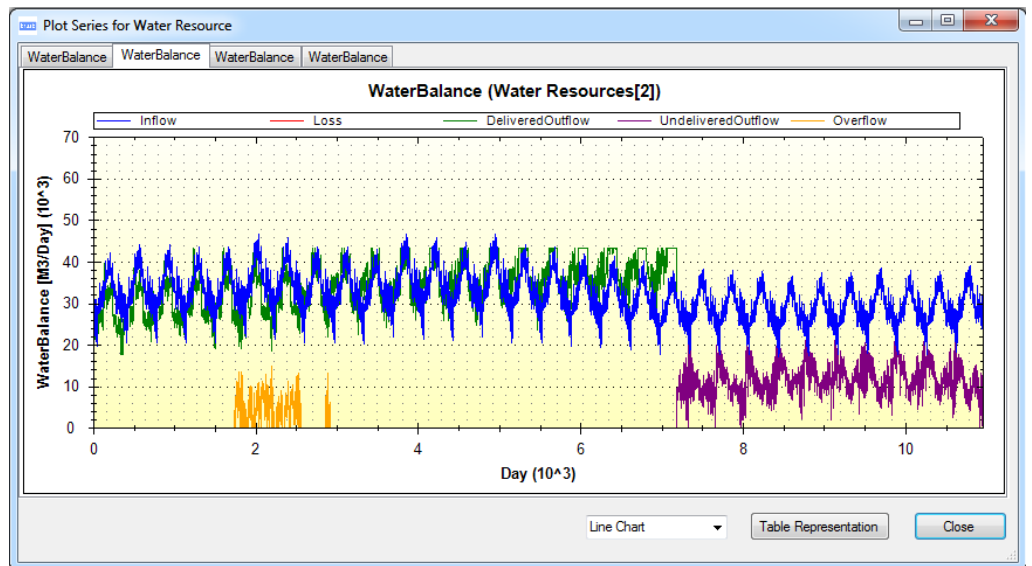 Plot Series for Water Resource
WaterBalance WaterBalance WaterBalance WaterBalance
WaterBalance (Water Resources[2])
Inflow Loss DeliveredOutflow UndeliveredOutflow Overflow
WaterBalance [M3/Day] (10^3)
70
60
50
40
30
20
10
0
0 2 4 6 8 10
Day (10^3)
Line Chart Table Representation Close